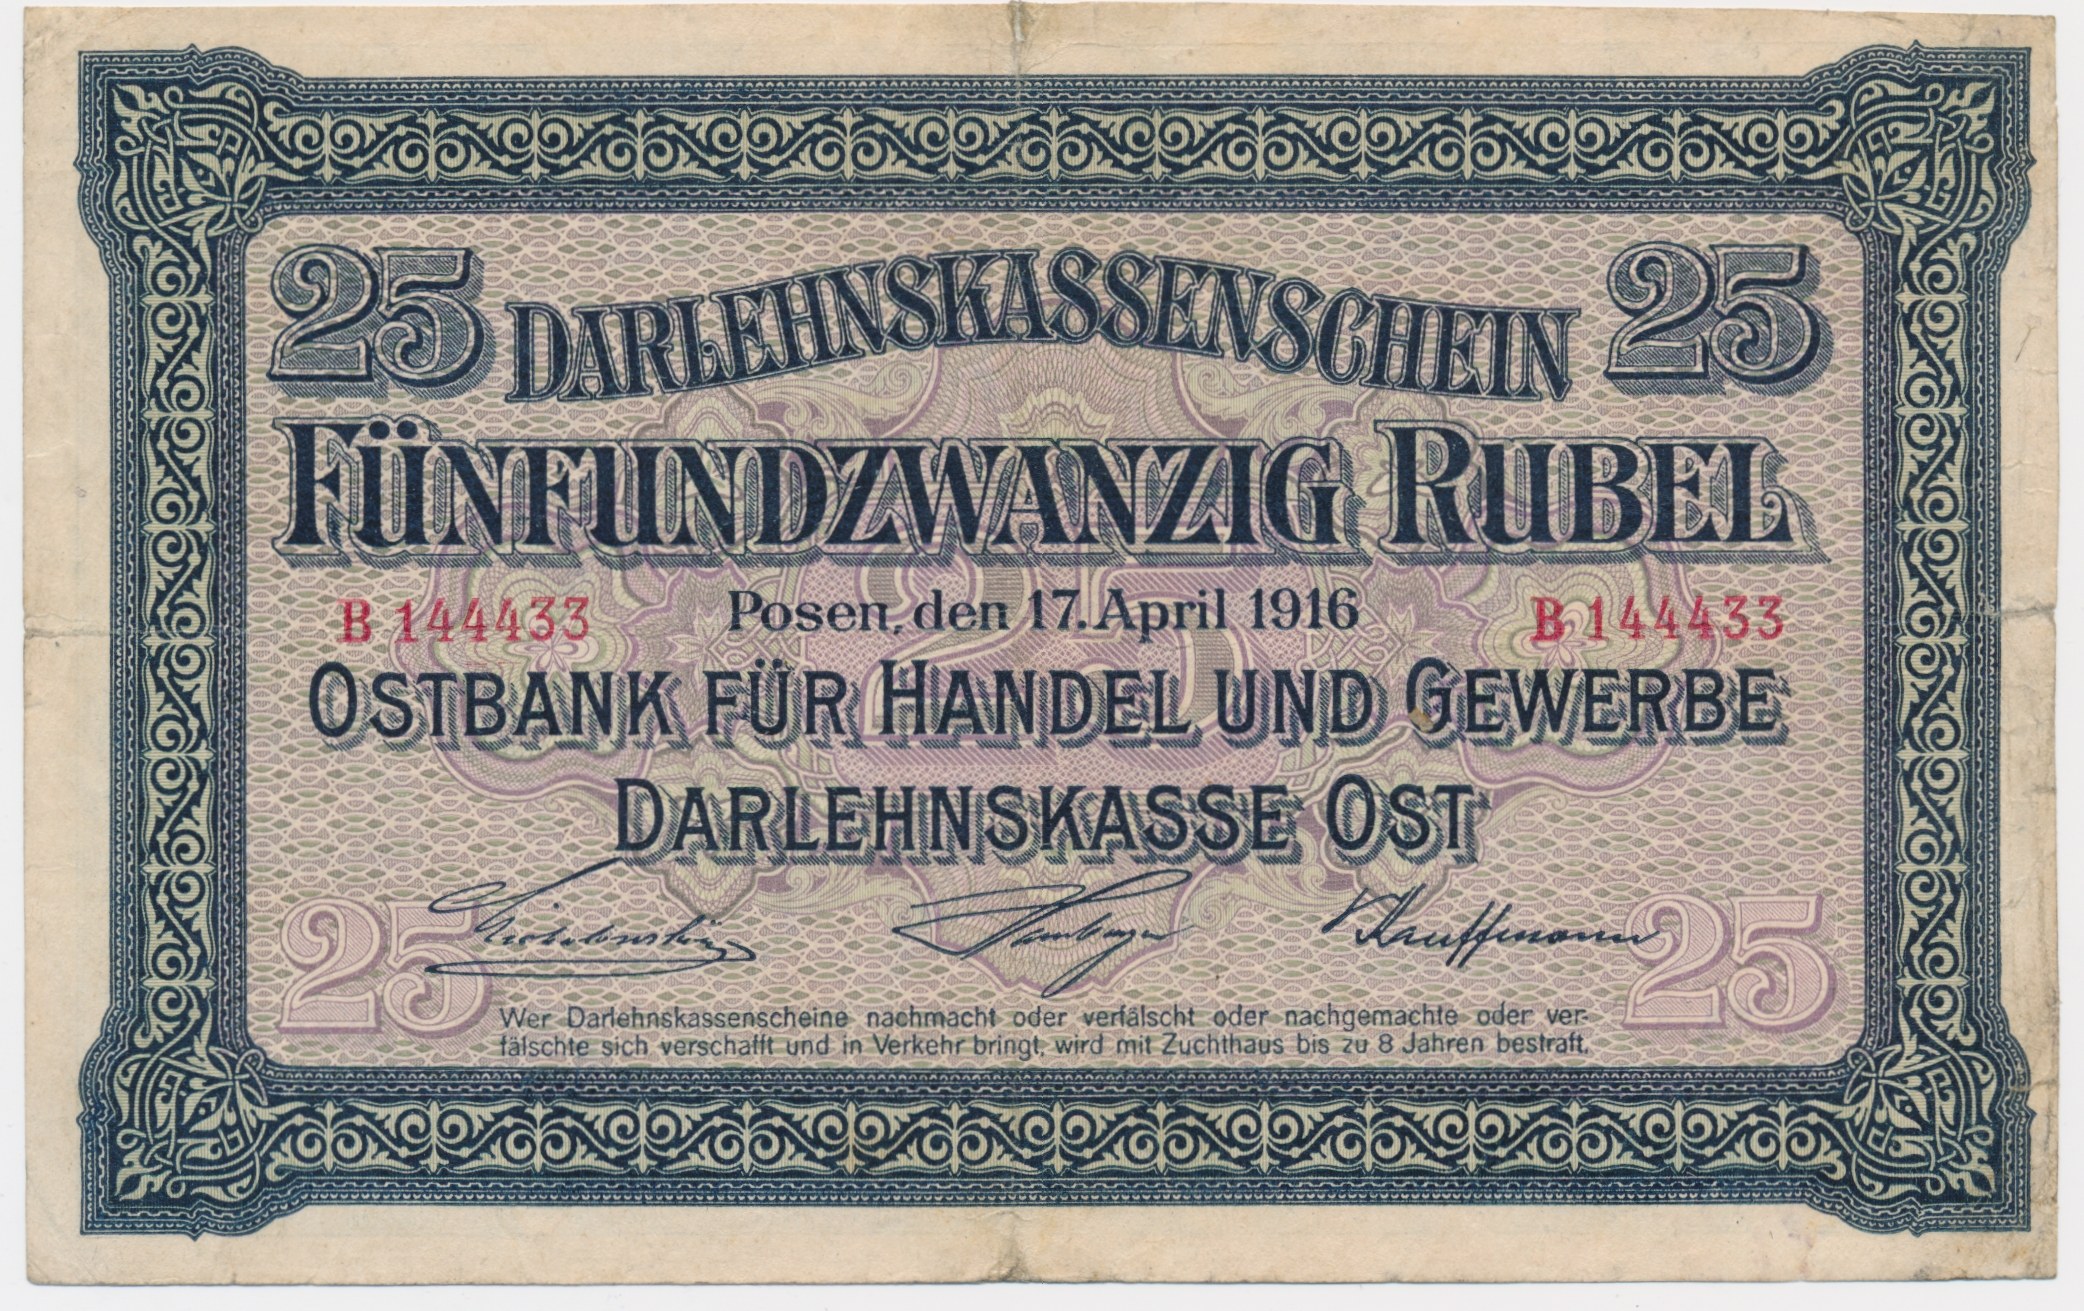 25 DARLEHNSKASSENSCHEIN 25
FÜNFUNDZWANZIG RUBEL
B 144433 Posen, den 17. April 1916 B 144433
25
OSTBANK FÜR HANDEL UND GEWERBE
DARLEHNSKASSE OST
Kauffmann
25 25
Wer Darlehnskassenscheine nachmacht oder verfälscht oder nachgemachte oder ver-
fälschte sich verschafft und in Verkehr bringt, wird mit Zuchthaus bis zu 8 Jahren bestraft.